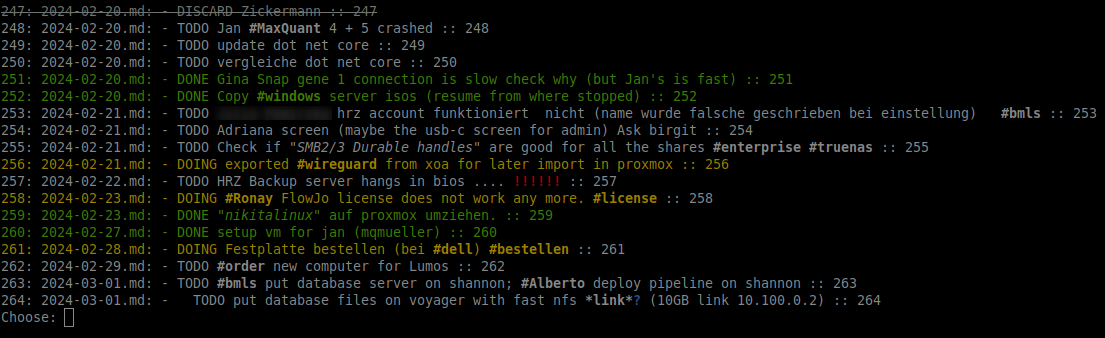 247: 2024-02-20.md: - DISCARD Zickermann :: 247
248: 2024-02-20.md: - TODO Jan #MaxQuant 4 + 5 crashed :: 248
249: 2024-02-20.md: - TODO update dot net core :: 249
250: 2024-02-20.md: - TODO vergleiche dot net core :: 250
251: 2024-02-20.md: - DONE Gina Snap gene 1 connection is slow check why (but Jan's is fast) :: 251
252: 2024-02-20.md: - DONE Copy #windows server isos (resume from where stopped) :: 252
253: 2024-02-21.md: - TODO hrz account funktioniert  nicht (name wurde falsche geschrieben bei einstellung)   #bmls :: 253
254: 2024-02-21.md: - TODO Adriana screen (maybe the usb-c screen for admin) Ask birgit :: 254
255: 2024-02-21.md: - TODO Check if "SMB2/3 Durable handles" are good for all the shares #enterprise #truenas :: 255
256: 2024-02-21.md: - DOING exported #wireguard from xoa for later import in proxmox :: 256
257: 2024-02-22.md: - TODO HRZ Backup server hangs in bios .... !!!!!! :: 257
258: 2024-02-23.md: - DOING #Ronay FlowJo license does not work any more. #license :: 258
259: 2024-02-23.md: - DONE "nikitalinux" auf proxmox umziehen. :: 259
260: 2024-02-27.md: - DONE setup vm for jan (mqmueller) :: 260
261: 2024-02-28.md: - DOING Festplatte bestellen (bei #dell) #bestellen :: 261
262: 2024-02-29.md: - TODO #order new computer for Lumos :: 262
263: 2024-03-01.md: - TODO #bmls put database server on shannon; #Alberto deploy pipeline on shannon :: 263
264: 2024-03-01.md: -   TODO put database files on voyager with fast nfs *link*? (10GB link 10.100.0.2) :: 264
Choose: